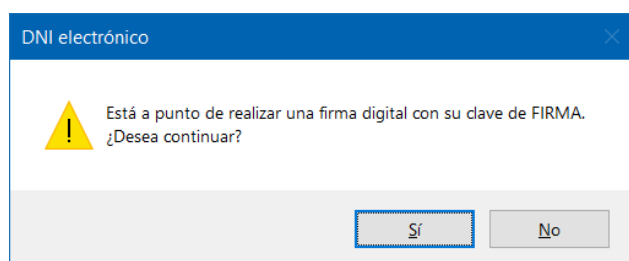 DNI electrónico
Está a punto de realizar una firma digital con su clave de FIRMA.
¿Desea continuar?
Sí
No